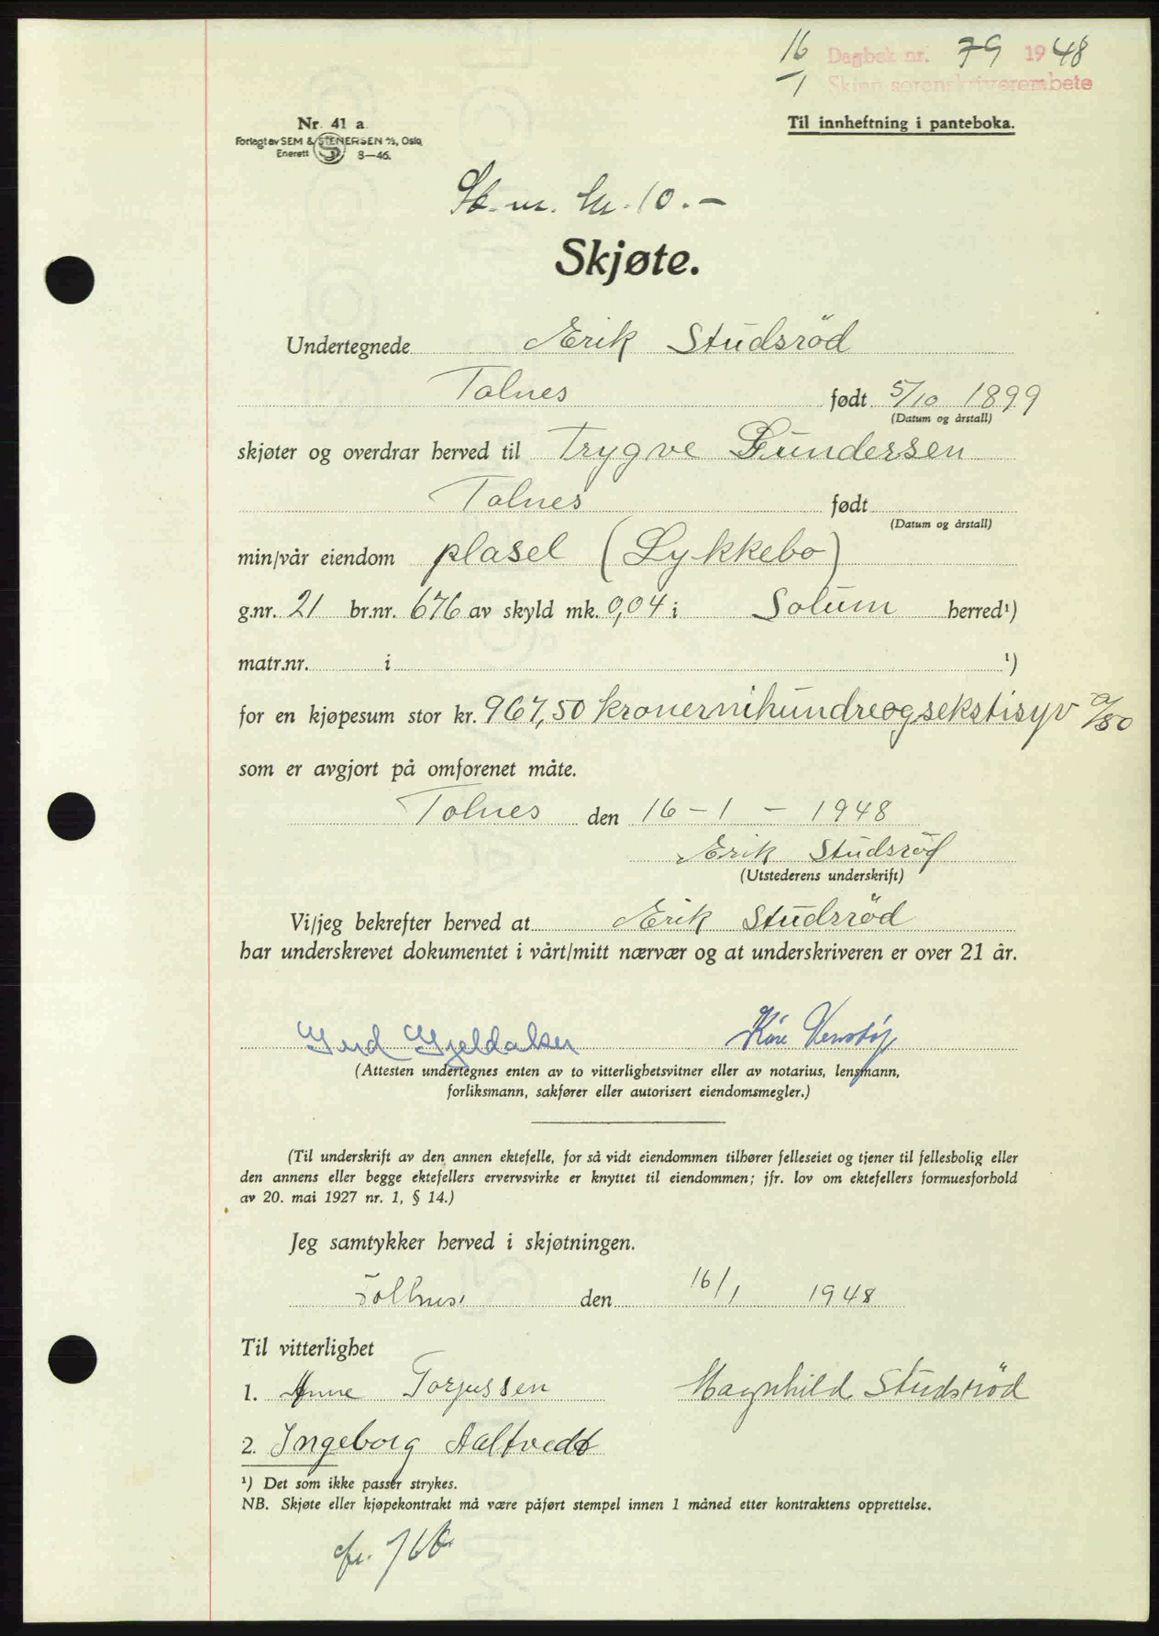 16/1 Dagbok nr. 79 1948
Skien sorenskriverembete
Nr. 41 a
Forlagt av SEM & STENERSEN A/S, Oslo
Enerett 8—46.
Til innheftning i panteboka.
St. m. kr. 10.-
Skjøte.
Undertegnede Erik Studsröd
Tolnes født 5/10 1899
(Datum og årstall)
skjøter og overdrar herved til Trygve Gundersen
Tolnes født
(Datum og årstall)
min/vår eiendom plasel (Lykkebo)
g.nr. 21 br.nr. 676 av skyld mk. 0,04 i Solum herred¹)
matr.nr. i ¹)
for en kjøpesum stor kr. 967,50 kronernihundreogsekstisyv 0/50
som er avgjort på omforenet måte.
Tolnes den 16-1-1948
Erik Studsröd
(Utstederens underskrift)
Vi/jeg bekrefter herved at Erik Studsröd
har underskrevet dokumentet i vårt/mitt nærvær og at underskriveren er over 21 år.
Gjeldalsen Kåre
(Attesten undertegnes enten av to vitterlighetsvitner eller av notarius, lensmann,
forliksmann, sakfører eller autorisert eiendomsmegler.)
(Til underskrift av den annen ektefelle, for så vidt eiendommen tilhører felleseiet og tjener til fellesbolig eller
den annens eller begge ektefellers ervervsvirke er knyttet til eiendommen; jfr. lov om ektefellers formuesforhold
av 20. mai 1927 nr. 1, § 14.)
Jeg samtykker herved i skjøtningen.
den 16/1 1948
Til vitterlighet
1. Anne Torjussen Magnhild Studsröd
2. Ingeborg Aaltvedt
¹) Det som ikke passer strykes.
NB. Skjøte eller kjøpekontrakt må være påført stempel innen 1 måned etter kontraktens opprettelse.